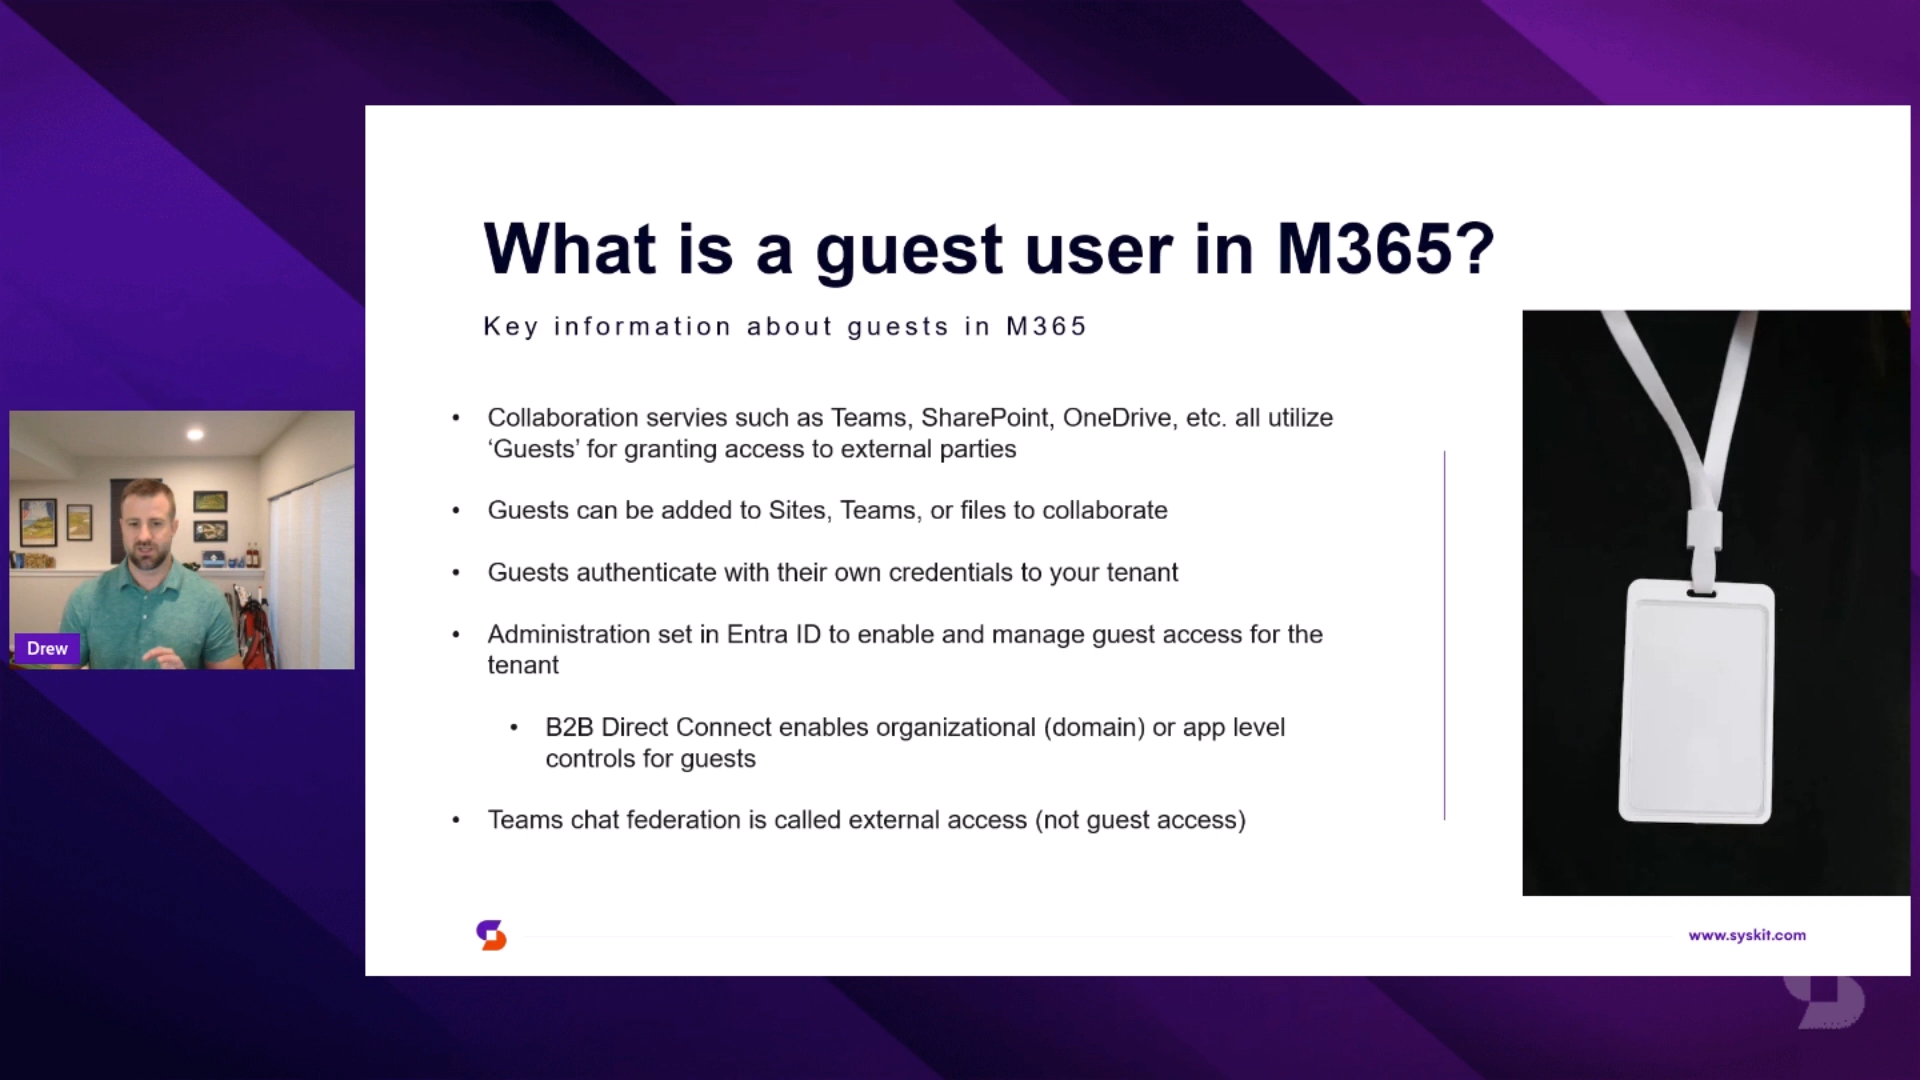 What is a guest user in M365?
Key information about guests in M365
• Collaboration servies such as Teams, SharePoint, OneDrive, etc. all utilize
‘Guests’ for granting access to external parties
• Guests can be added to Sites, Teams, or files to collaborate
• Guests authenticate with their own credentials to your tenant
• Administration set in Entra ID to enable and manage guest access for the
tenant
• B2B Direct Connect enables organizational (domain) or app level
controls for guests
• Teams chat federation is called external access (not guest access)
Drew
www.syskit.com